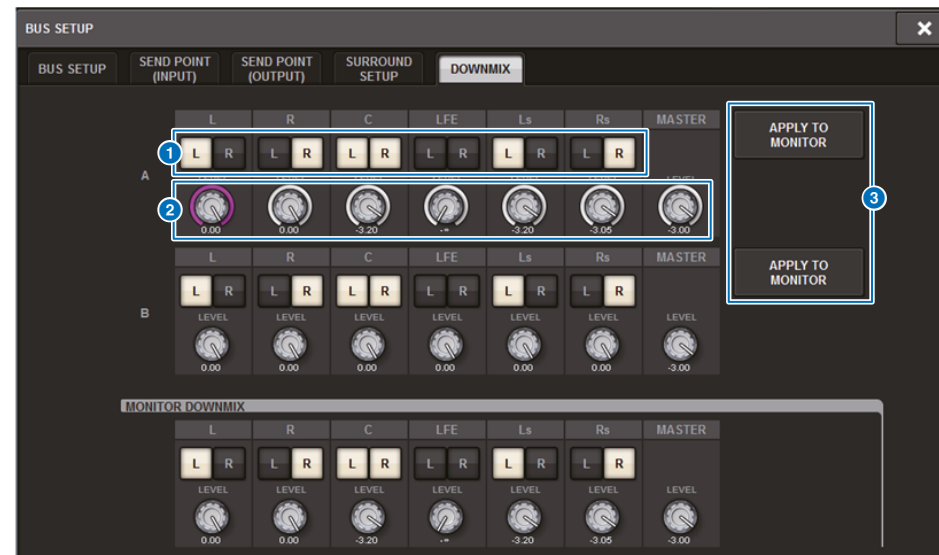 BUS SETUP
BUS SETUP
SEND POINT
(INPUT)
SEND POINT
(OUTPUT)
SURROUND
SETUP
DOWNMIX
L R C LFE Ls Rs MASTER
APPLY TO
MONITOR
1
L R L R L R L R L R L R
A
2
3
0.00 0.00 -3.20 -∞ -3.20 -3.05 -3.00
L R C LFE Ls Rs MASTER
APPLY TO
MONITOR
L R L R L R L R L R L R
B
LEVEL LEVEL LEVEL LEVEL LEVEL LEVEL LEVEL
0.00 0.00 0.00 0.00 0.00 0.00 -3.00
MONITOR DOWNMIX
L R C LFE Ls Rs MASTER
L R L R L R L R L R L R
LEVEL LEVEL LEVEL LEVEL LEVEL LEVEL LEVEL
0.00 0.00 -3.20 -∞ -3.20 -3.05 -3.00